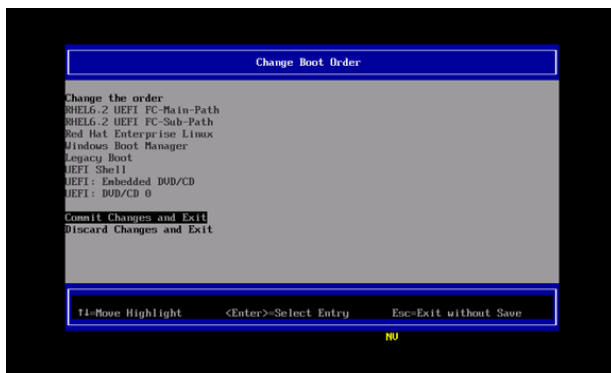 Change Boot Order
Change the order
RHEL6.2 UEFI FC-Main-Path
RHEL6.2 UEFI FC-Sub-Path
Red Hat Enterprise Linux
Windows Boot Manager
Legacy Boot
UEFI Shell
UEFI: Embedded DVD/CD
UEFI: DVD/CD 0
Commit Changes and Exit
Discard Changes and Exit
↑↓=Move Highlight <Enter>=Select Entry Esc=Exit without Save
NV